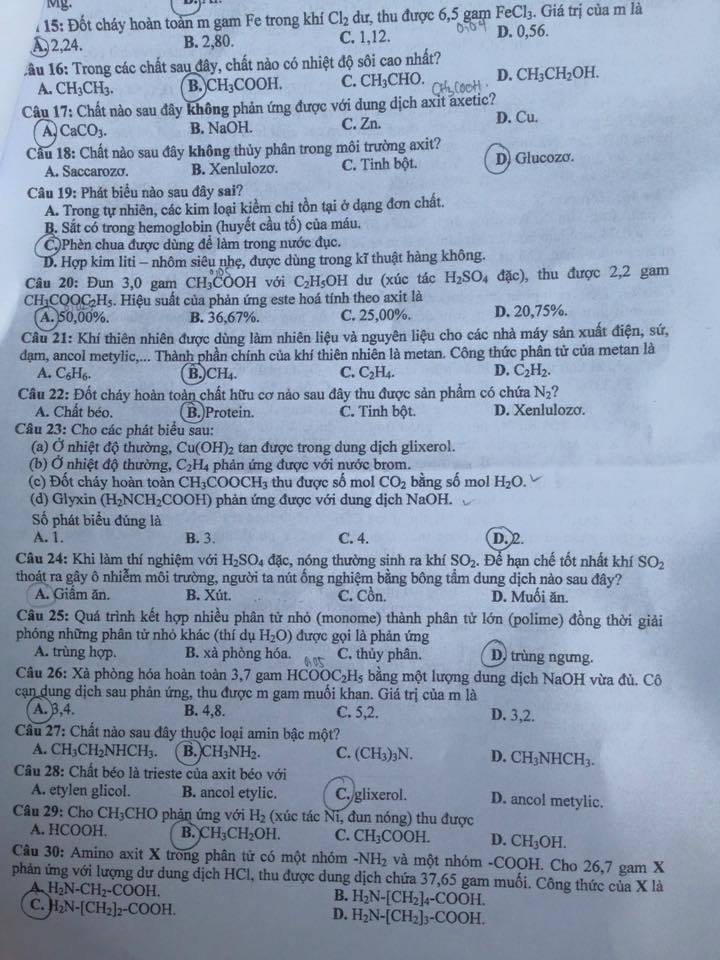 Mg.
15: Đốt cháy hoàn toàn m gam Fe trong khí Cl₂ dư, thu được 6,5 gam FeCl₃. Giá trị của m là
A. 2,24. B. 2,80. C. 1,12. D. 0,56.
Câu 16: Trong các chất sau đây, chất nào có nhiệt độ sôi cao nhất?
A. CH₃CH₃. B. CH₃COOH. C. CH₃CHO. D. CH₃CH₂OH.
CH₃COOH
Câu 17: Chất nào sau đây không phản ứng được với dung dịch axit axetic?
A. CaCO₃. B. NaOH. C. Zn. D. Cu.
Câu 18: Chất nào sau đây không thủy phân trong môi trường axit?
A. Saccarozơ. B. Xenlulozơ. C. Tinh bột. D. Glucozơ.
Câu 19: Phát biểu nào sau đây sai?
A. Trong tự nhiên, các kim loại kiềm chỉ tồn tại ở dạng đơn chất.
B. Sắt có trong hemoglobin (huyết cầu tố) của máu.
C. Phèn chua được dùng để làm trong nước đục.
D. Hợp kim liti – nhôm siêu nhẹ, được dùng trong kĩ thuật hàng không.
Câu 20: Đun 3,0 gam CH₃COOH với C₂H₅OH dư (xúc tác H₂SO₄ đặc), thu được 2,2 gam
0,05
CH₃COOC₂H₅. Hiệu suất của phản ứng este hoá tính theo axit là
A. 50,00%. B. 36,67%. C. 25,00%. D. 20,75%.
Câu 21: Khí thiên nhiên được dùng làm nhiên liệu và nguyên liệu cho các nhà máy sản xuất điện, sứ,
đạm, ancol metylic,... Thành phần chính của khí thiên nhiên là metan. Công thức phân tử của metan là
A. C₆H₆. B. CH₄. C. C₂H₄. D. C₂H₂.
Câu 22: Đốt cháy hoàn toàn chất hữu cơ nào sau đây thu được sản phẩm có chứa N₂?
A. Chất béo. B. Protein. C. Tinh bột. D. Xenlulozơ.
Câu 23: Cho các phát biểu sau:
(a) Ở nhiệt độ thường, Cu(OH)₂ tan được trong dung dịch glixerol.
(b) Ở nhiệt độ thường, C₂H₄ phản ứng được với nước brom.
(c) Đốt cháy hoàn toàn CH₃COOCH₃ thu được số mol CO₂ bằng số mol H₂O.
(d) Glyxin (H₂NCH₂COOH) phản ứng được với dung dịch NaOH.
Số phát biểu đúng là
A. 1. B. 3. C. 4. D. 2.
Câu 24: Khi làm thí nghiệm với H₂SO₄ đặc, nóng thường sinh ra khí SO₂. Để hạn chế tốt nhất khí SO₂
thoát ra gây ô nhiễm môi trường, người ta nút ống nghiệm bằng bông tẩm dung dịch nào sau đây?
A. Giấm ăn. B. Xút. C. Cồn. D. Muối ăn.
Câu 25: Quá trình kết hợp nhiều phân tử nhỏ (monome) thành phân tử lớn (polime) đồng thời giải
phóng những phân tử nhỏ khác (thí dụ H₂O) được gọi là phản ứng
A. trùng hợp. B. xà phòng hóa. C. thủy phân. D. trùng ngưng.
0,05
Câu 26: Xà phòng hóa hoàn toàn 3,7 gam HCOOC₂H₅ bằng một lượng dung dịch NaOH vừa đủ. Cô
cạn dung dịch sau phản ứng, thu được m gam muối khan. Giá trị của m là
A. 3,4. B. 4,8. C. 5,2. D. 3,2.
Câu 27: Chất nào sau đây thuộc loại amin bậc một?
A. CH₃CH₂NHCH₃. B. CH₃NH₂. C. (CH₃)₃N. D. CH₃NHCH₃.
Câu 28: Chất béo là trieste của axit béo với
A. etylen glicol. B. ancol etylic. C. glixerol. D. ancol metylic.
Câu 29: Cho CH₃CHO phản ứng với H₂ (xúc tác Ni, đun nóng) thu được
A. HCOOH. B. CH₃CH₂OH. C. CH₃COOH. D. CH₃OH.
Câu 30: Amino axit X trong phân tử có một nhóm -NH₂ và một nhóm -COOH. Cho 26,7 gam X
phản ứng với lượng dư dung dịch HCl, thu được dung dịch chứa 37,65 gam muối. Công thức của X là
A. H₂N-CH₂-COOH. B. H₂N-[CH₂]₄-COOH.
C. H₂N-[CH₂]₂-COOH. D. H₂N-[CH₂]₃-COOH.